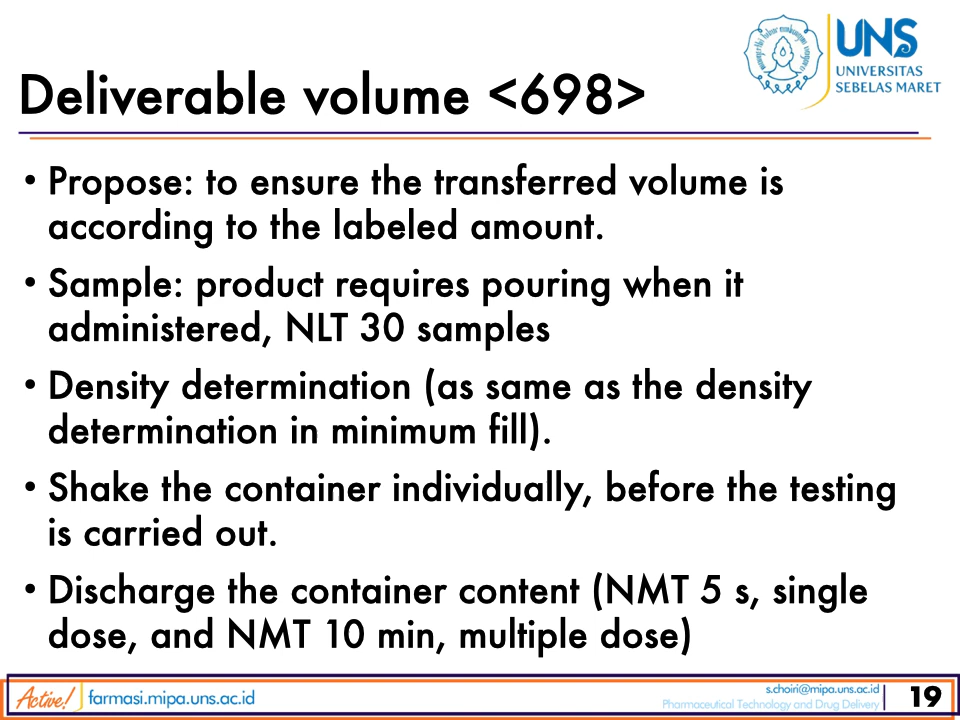 UNS
UNIVERSITAS
SEBELAS MARET
Deliverable volume <698>
• Propose: to ensure the transferred volume is
according to the labeled amount.
• Sample: product requires pouring when it
administered, NLT 30 samples
• Density determination (as same as the density
determination in minimum fill).
• Shake the container individually, before the testing
is carried out.
• Discharge the container content (NMT 5 s, single
dose, and NMT 10 min, multiple dose)
Active! farmasi.mipa.uns.ac.id
s.choiri@mipa.uns.ac.id
Pharmaceutical Technology and Drug Delivery
19